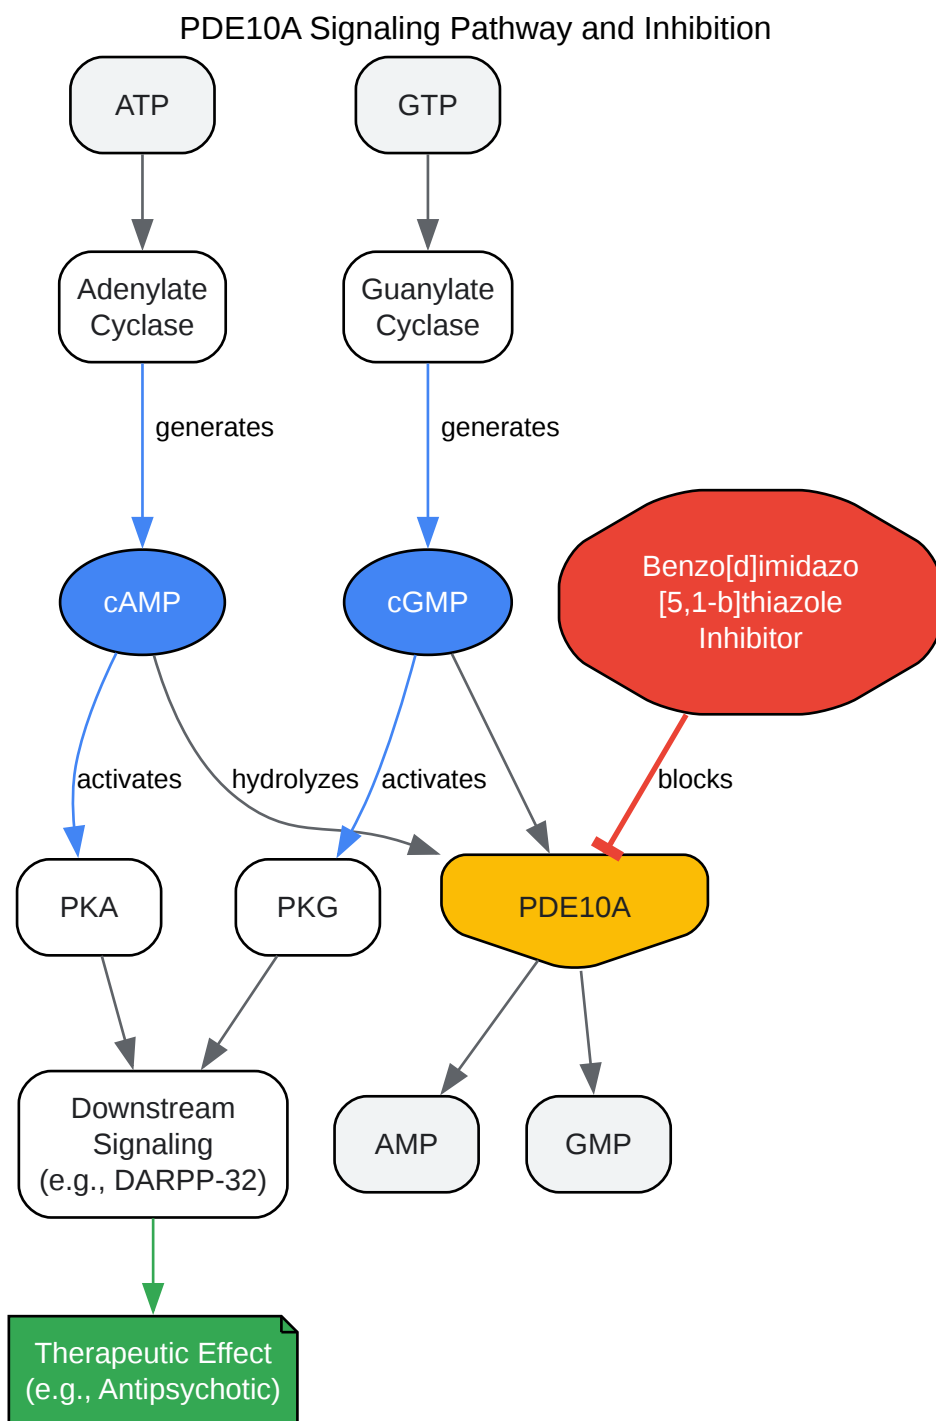 PDE10A Signaling Pathway and Inhibition
ATP
GTP
Adenylate
Cyclase
Guanylate
Cyclase
generates
generates
cAMP
cGMP
Benzo[d]imidazo
[5,1-b]thiazole
Inhibitor
activates
hydrolyzes
activates
blocks
PKA
PKG
PDE10A
Downstream
Signaling
(e.g., DARPP-32)
AMP
GMP
Therapeutic Effect
(e.g., Antipsychotic)